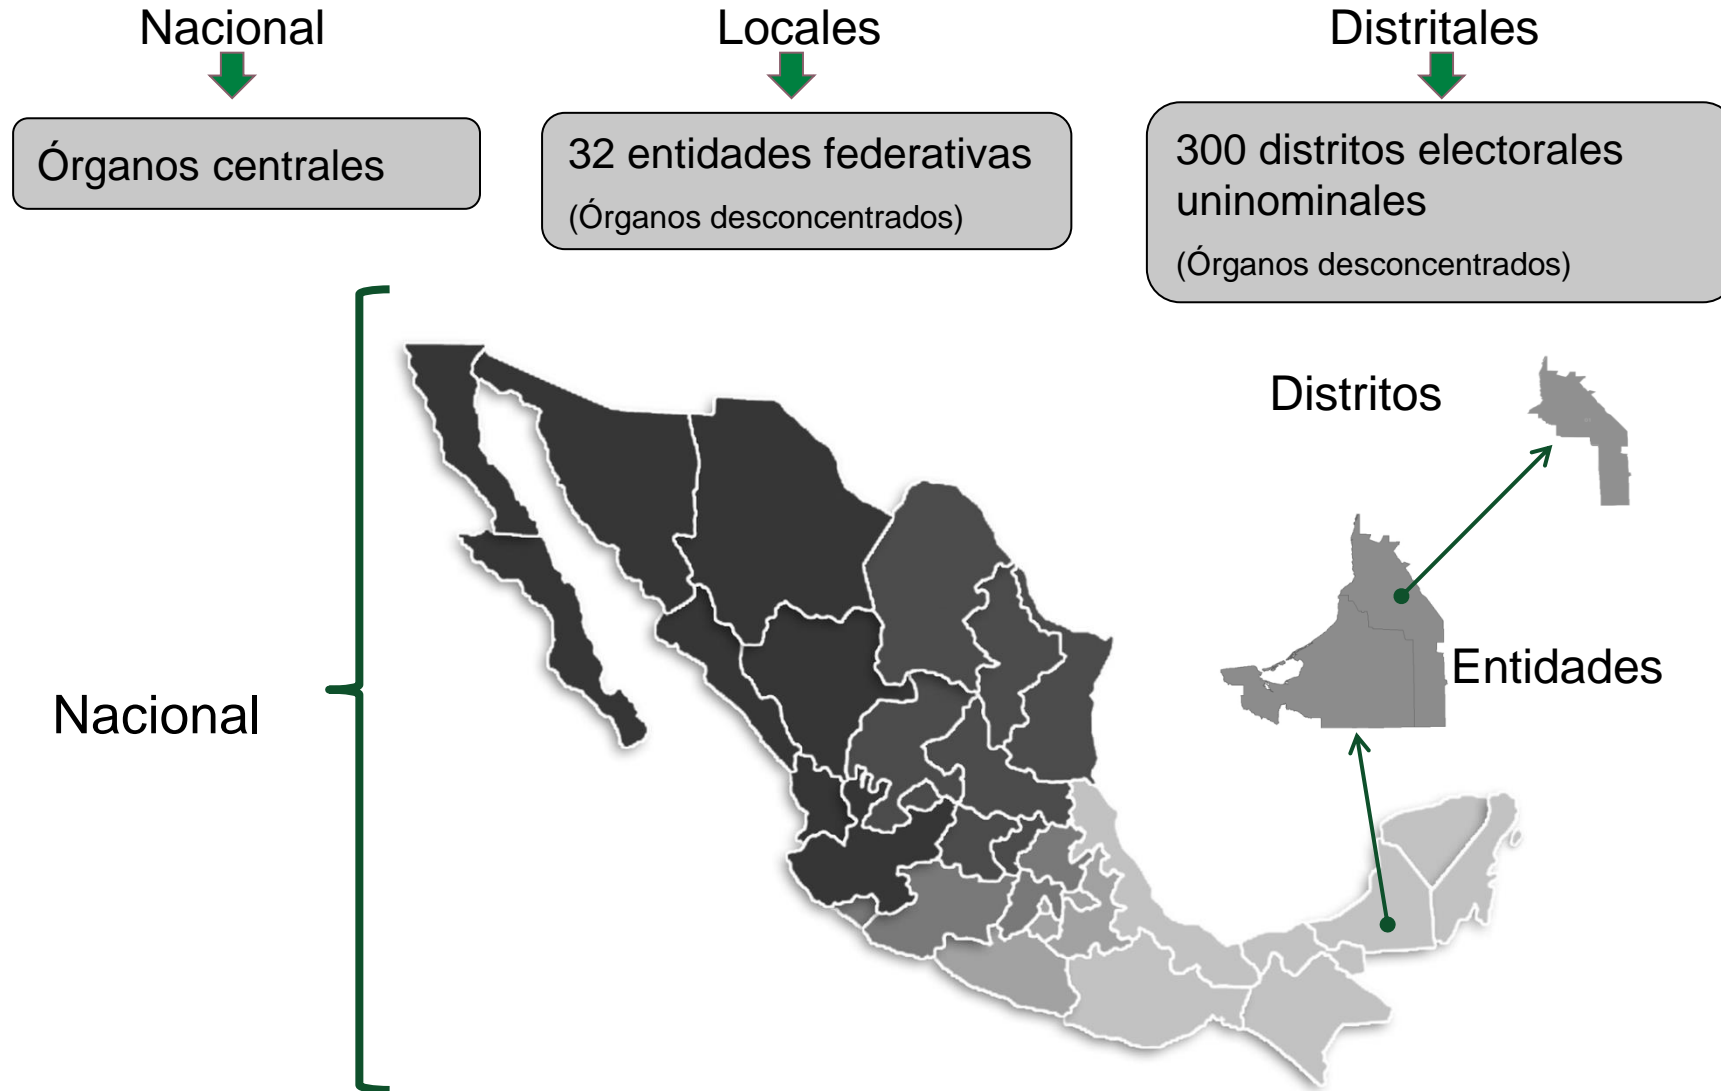 Nacional
Locales
Distritales
Órganos centrales
32 entidades federativas
(Órganos desconcentrados)
300 distritos electorales
uninominales
(Órganos desconcentrados)
Distritos
Entidades
Nacional